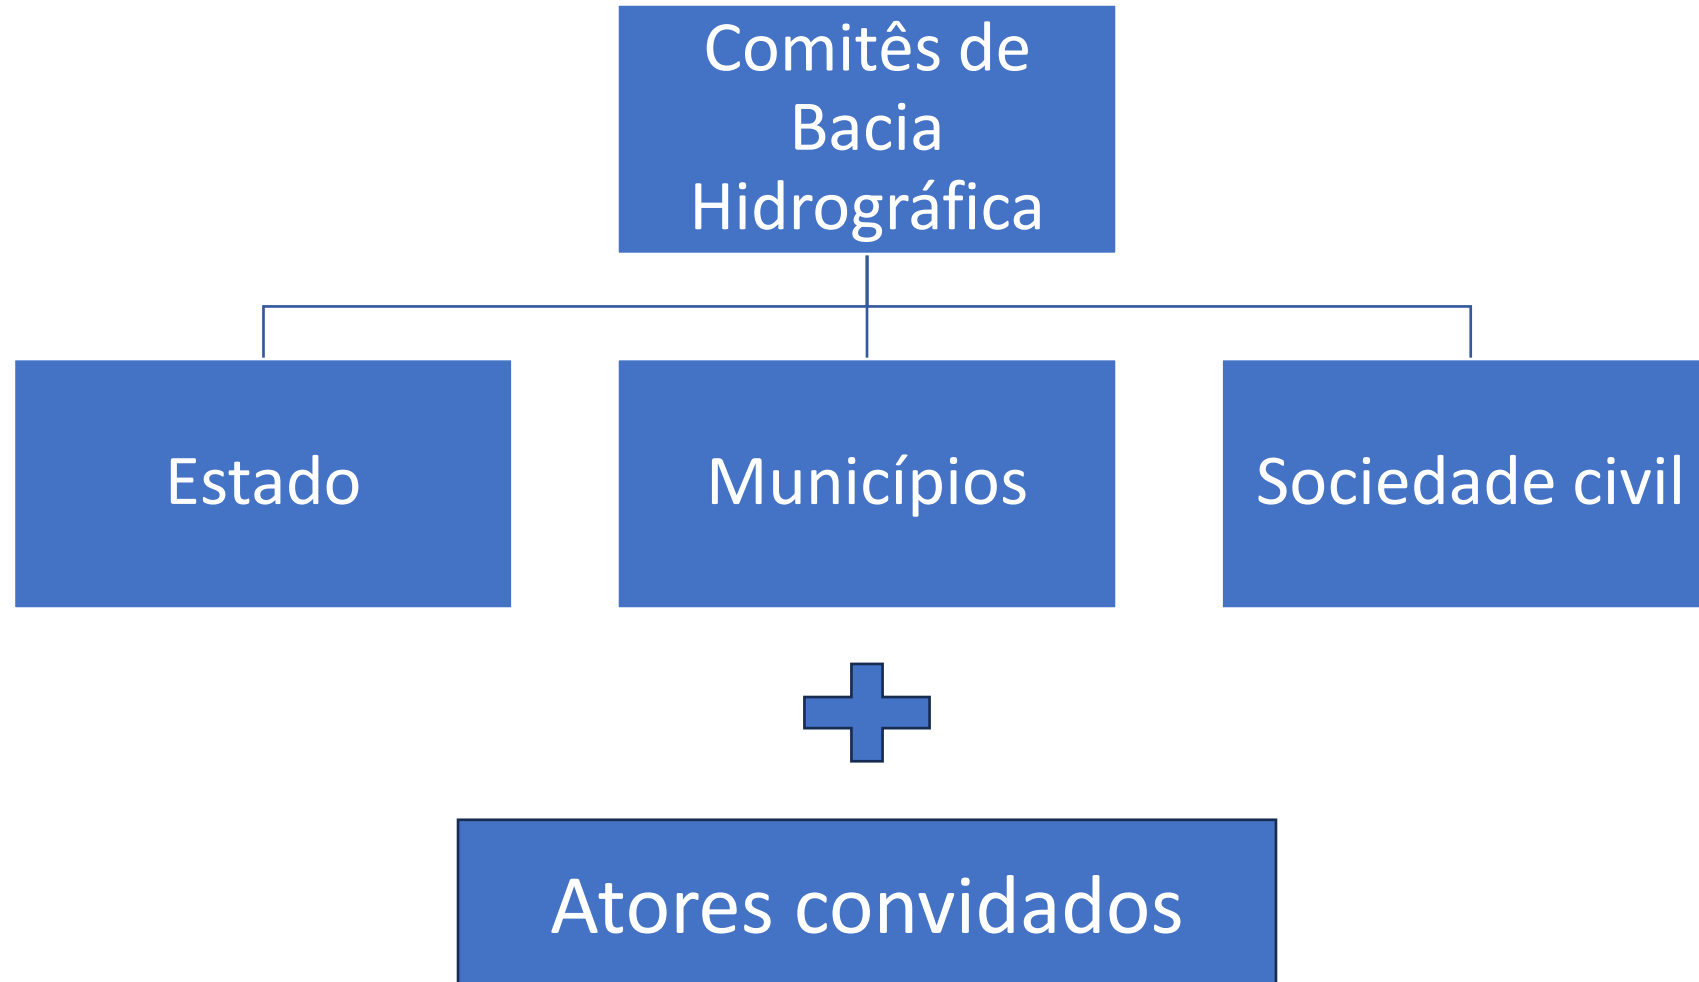 Comitês de
Bacia
Hidrográfica
Estado
Municípios
Sociedade civil
Atores convidados